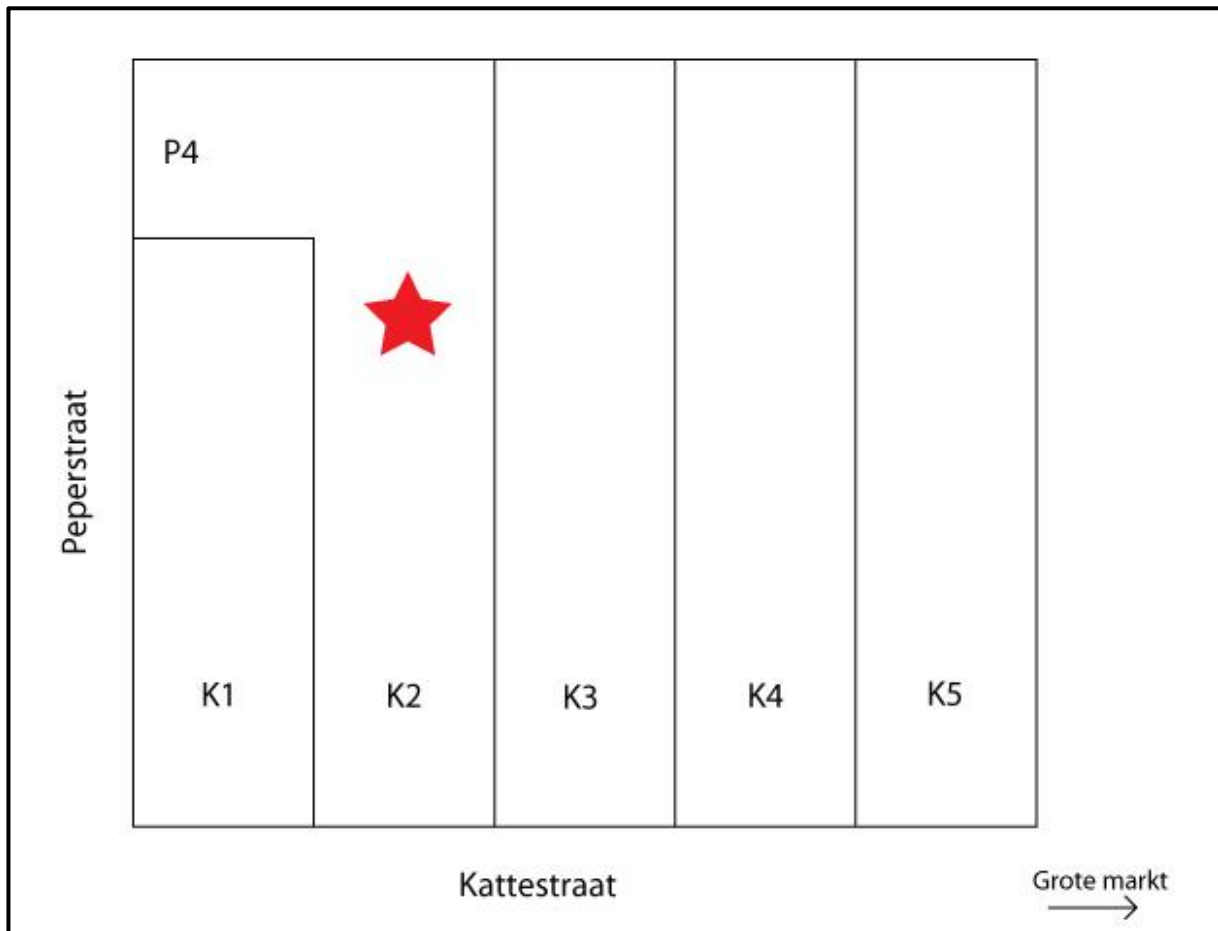 P4
Peperstraat
K1
K2
K3
K4
K5
Kattestraat
Grote markt